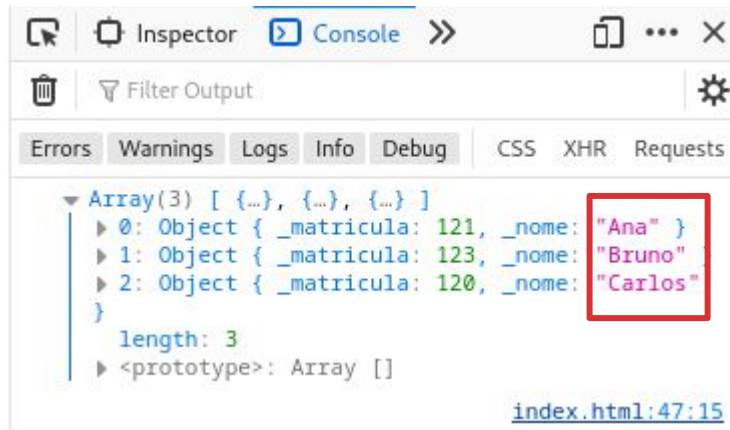 Inspector Console
Filter Output
Errors Warnings Logs Info Debug CSS XHR Requests
Array(3) [ {…}, {…}, {…} ]
0: Object { _matricula: 121, _nome: "Ana" }
1: Object { _matricula: 123, _nome: "Bruno" }
2: Object { _matricula: 120, _nome: "Carlos"
}
length: 3
<prototype>: Array []
index.html:47:15